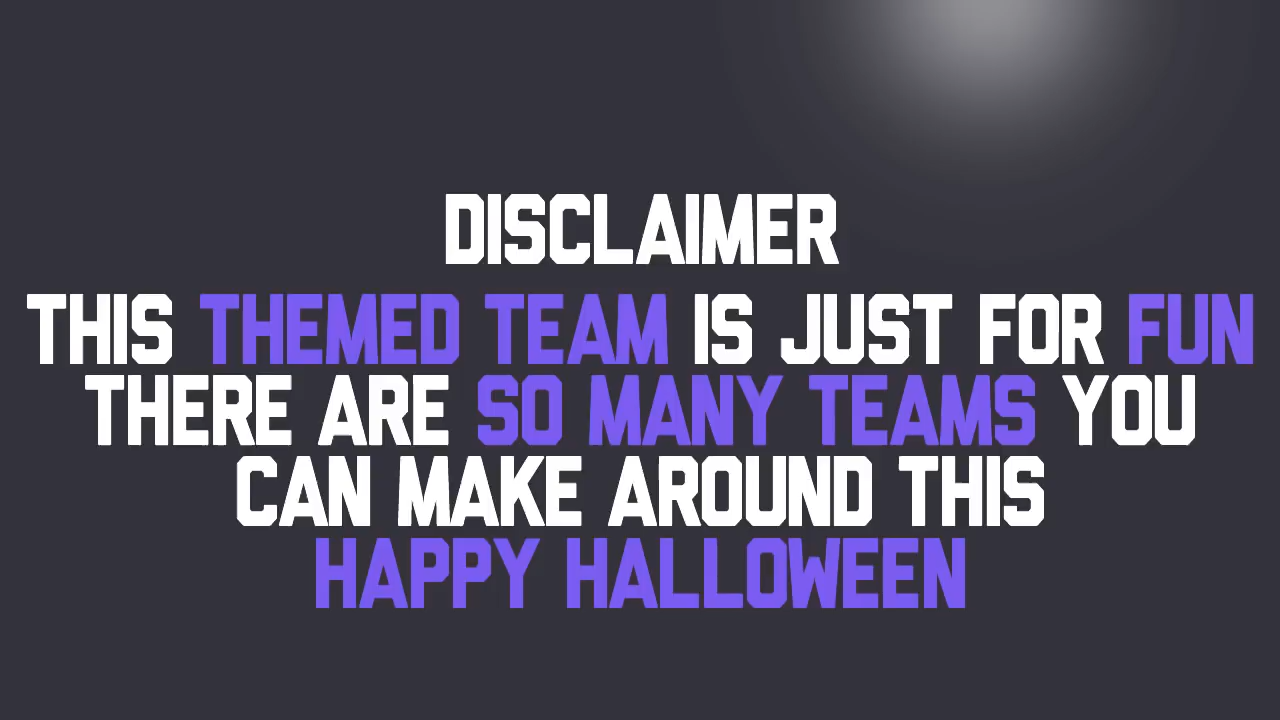 DISCLAIMER
THIS THEMED TEAM IS JUST FOR FUN
THERE ARE SO MANY TEAMS YOU
CAN MAKE AROUND THIS
HAPPY HALLOWEEN